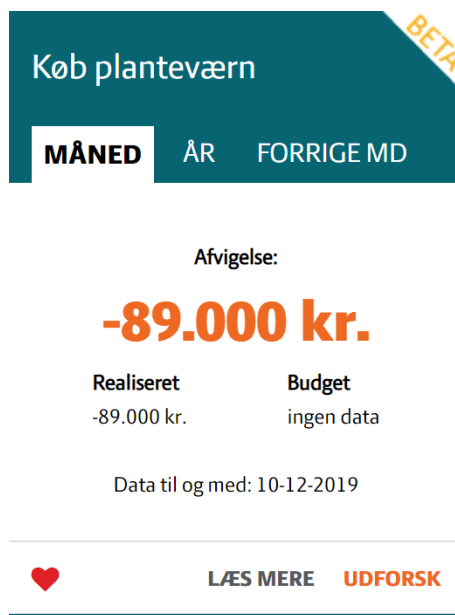 BETA
Køb planteværn
MÅNED ÅR FORRIGE MD
Afvigelse:
-89.000 kr.
Realiseret Budget
-89.000 kr. ingen data
Data til og med: 10-12-2019
LÆS MERE UDFORSK